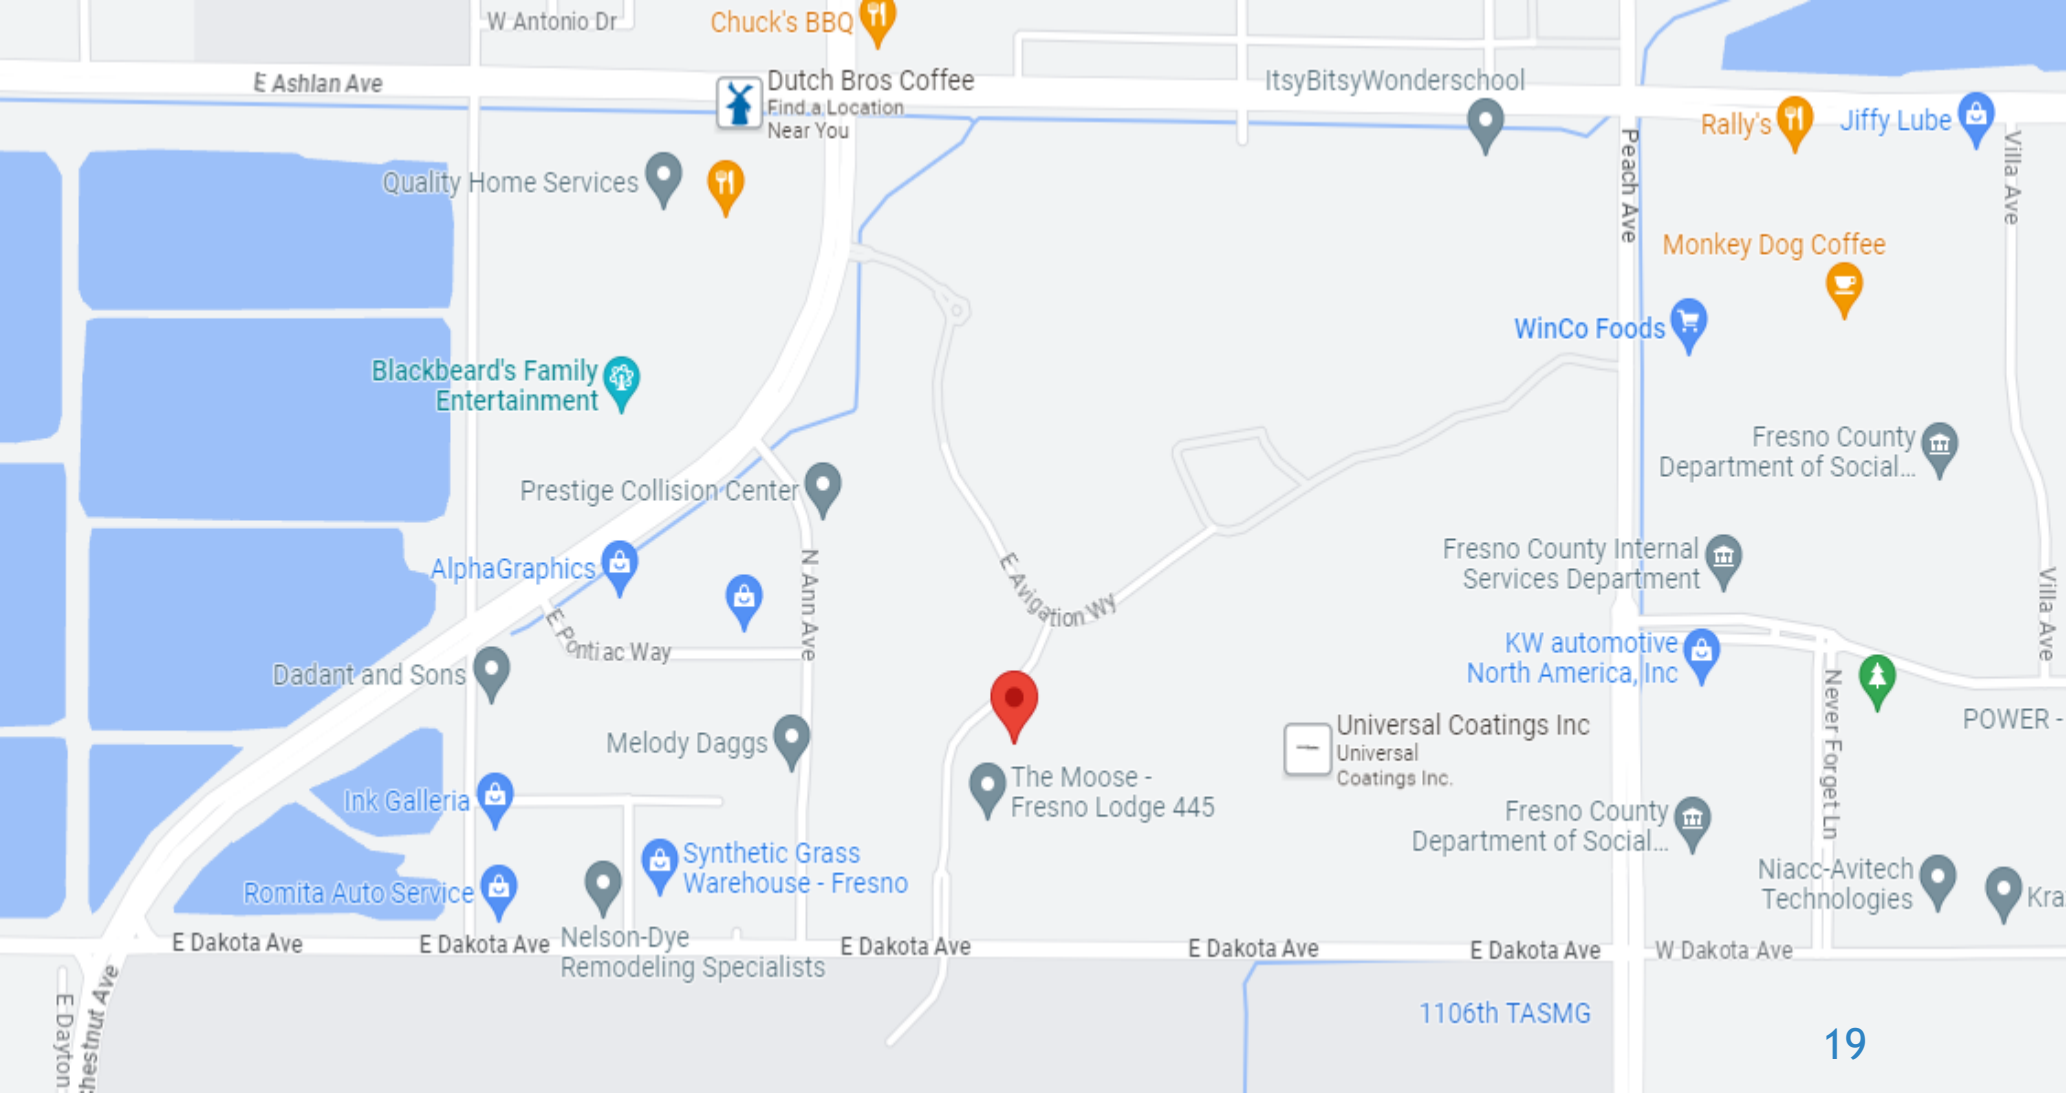 W Antonio Dr
Chuck's BBQ
E Ashlan Ave
Dutch Bros Coffee
Find a Location
Near You
ItsyBitsyWonderschool
Rally's
Jiffy Lube
Peach Ave
Villa Ave
Quality Home Services
Monkey Dog Coffee
WinCo Foods
Blackbeard's Family
Entertainment
Fresno County
Department of Social...
Prestige Collision Center
AlphaGraphics
N Ann Ave
E Avigation Wy
Fresno County Internal
Services Department
Villa Ave
E Pontiac Way
KW automotive
North America, Inc
Dadant and Sons
Never Forget Ln
POWER -
Melody Daggs
Universal Coatings Inc
Universal
Coatings Inc.
The Moose -
Fresno Lodge 445
Ink Galleria
Fresno County
Department of Social...
Synthetic Grass
Warehouse - Fresno
Romita Auto Service
Niacc-Avitech
Technologies
Kra
E Dakota Ave
E Dakota Ave
Nelson-Dye
Remodeling Specialists
E Dakota Ave
E Dakota Ave
E Dakota Ave
W Dakota Ave
E Dayton
hestnut Ave
1106th TASMG
19